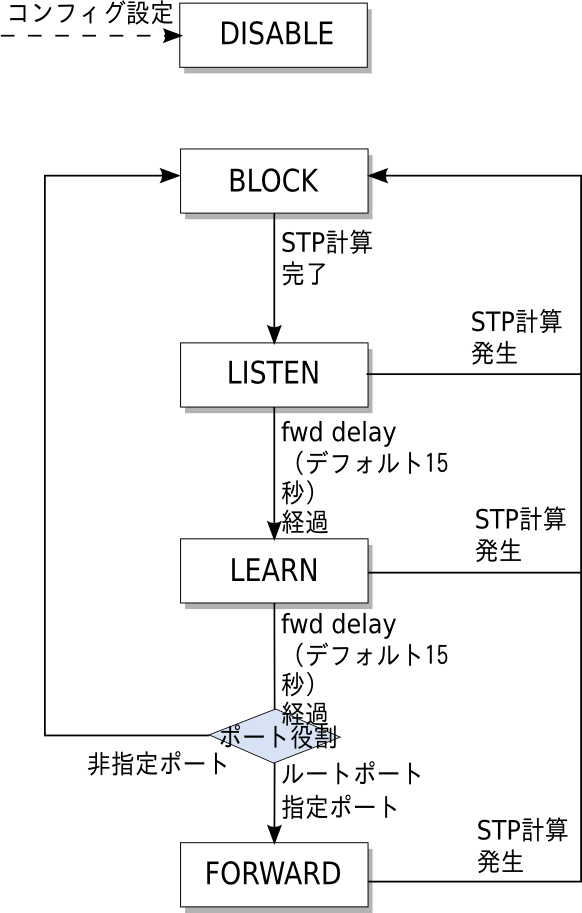 コンフィグ設定
DISABLE
BLOCK
STP計算
完了
STP計算
発生
LISTEN
fwd delay
（デフォルト15
秒）
経過
STP計算
発生
LEARN
fwd delay
（デフォルト15
秒）
経過
ポート役割
非指定ポート
ルートポート
指定ポート
STP計算
発生
FORWARD